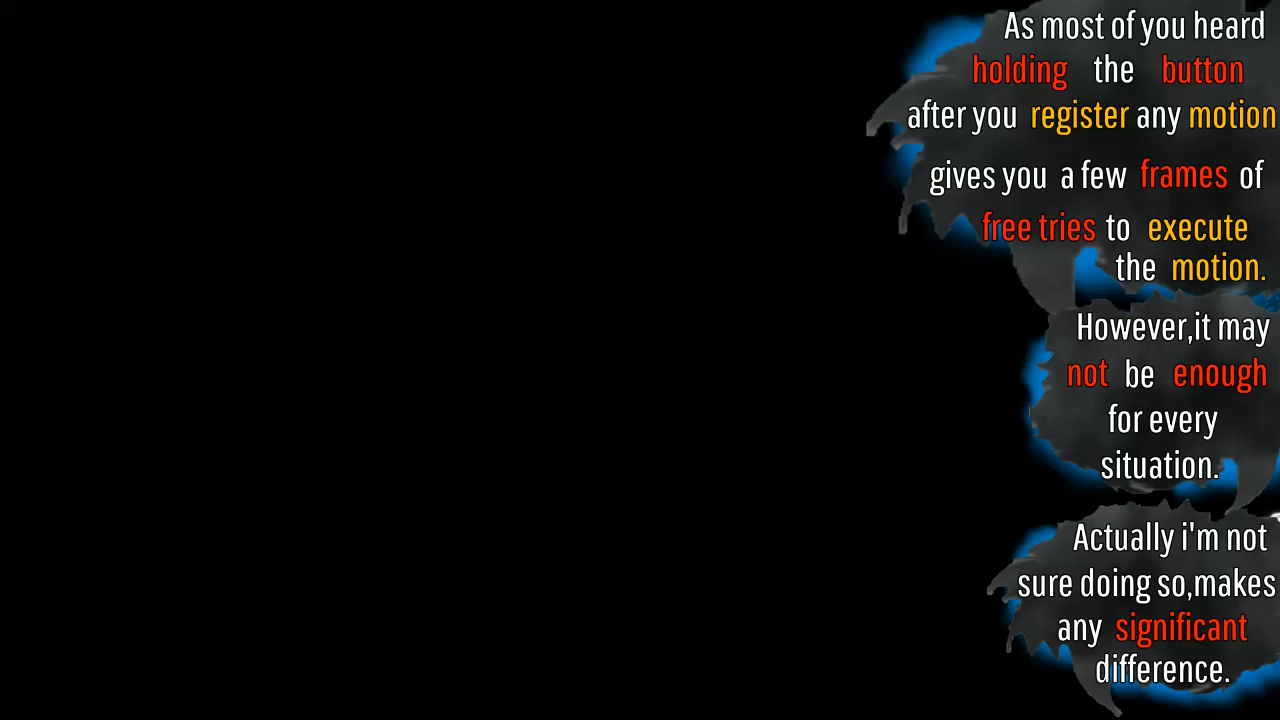 As most of you heard
holding the button
after you register any motion
gives you a few frames of
free tries to execute
the motion.
However,it may
not be enough
for every
situation.
Actually i'm not
sure doing so,makes
any significant
difference.